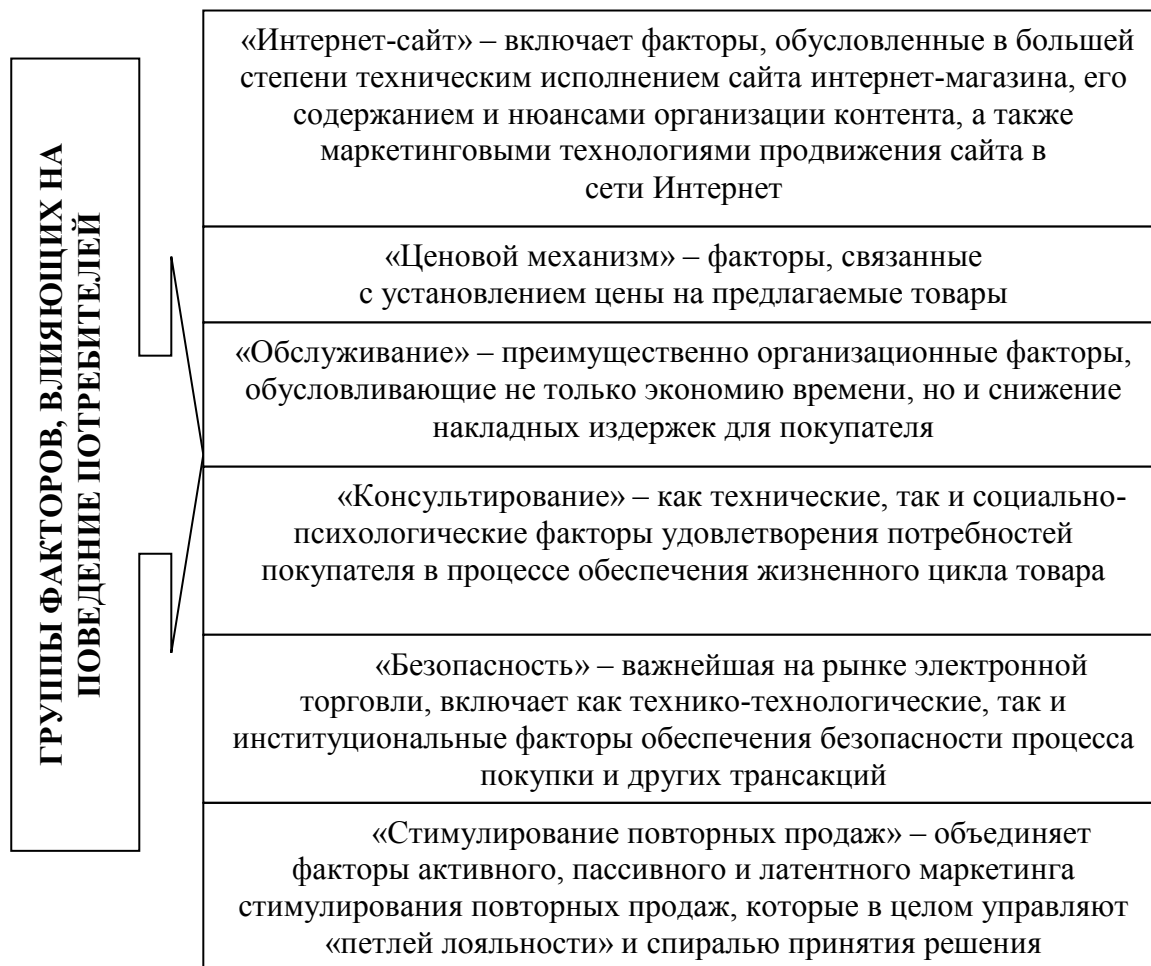 ГРУППЫ ФАКТОРОВ, ВЛИЯЮЩИХ НА
ПОВЕДЕНИЕ ПОТРЕБИТЕЛЕЙ
«Интернет-сайт» – включает факторы, обусловленные в большей
степени техническим исполнением сайта интернет-магазина, его
содержанием и нюансами организации контента, а также
маркетинговыми технологиями продвижения сайта в
сети Интернет
«Ценовой механизм» – факторы, связанные
с установлением цены на предлагаемые товары
«Обслуживание» – преимущественно организационные факторы,
обусловливающие не только экономию времени, но и снижение
накладных издержек для покупателя
«Консультирование» – как технические, так и социально-
психологические факторы удовлетворения потребностей
покупателя в процессе обеспечения жизненного цикла товара
«Безопасность» – важнейшая на рынке электронной
торговли, включает как технико-технологические, так и
институциональные факторы обеспечения безопасности процесса
покупки и других трансакций
«Стимулирование повторных продаж» – объединяет
факторы активного, пассивного и латентного маркетинга
стимулирования повторных продаж, которые в целом управляют
«петлей лояльности» и спиралью принятия решения